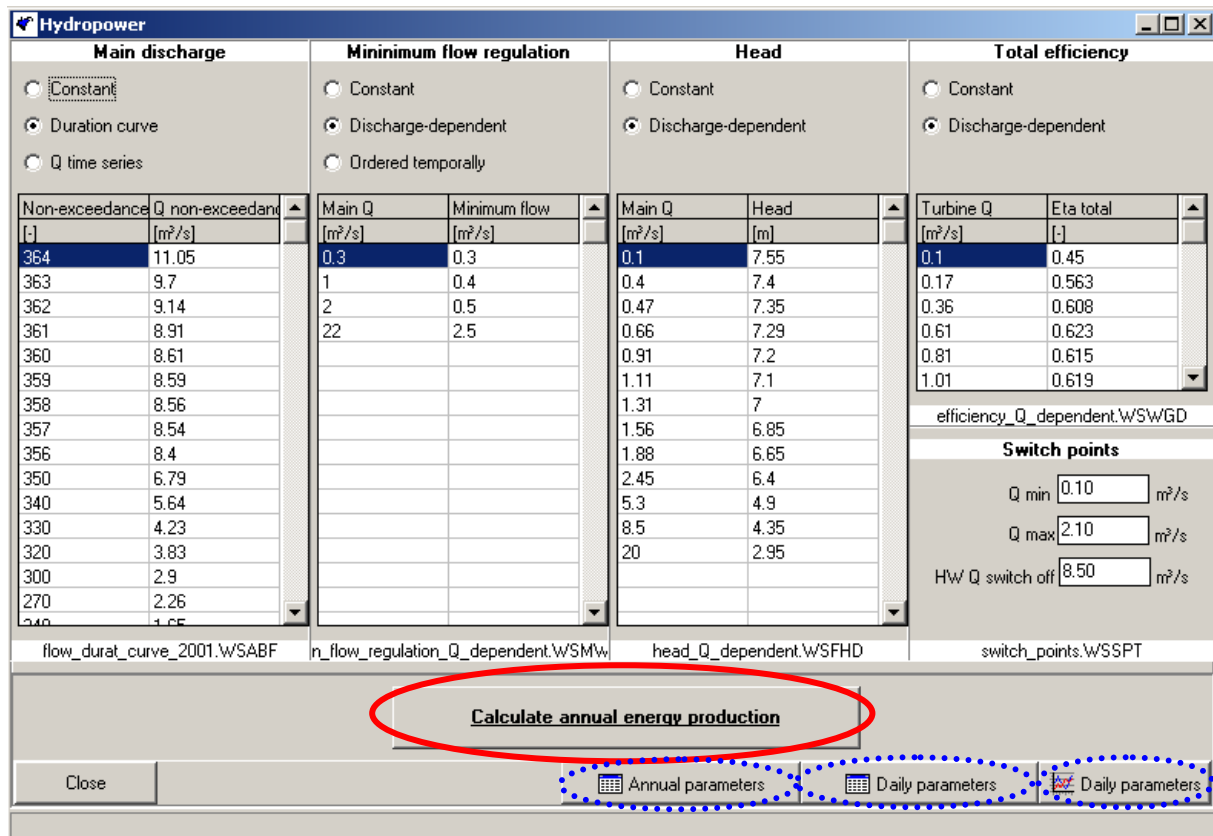 Hydropower
Main discharge
Constant
Duration curve
Q time series
Non-exceedance Q non-exceedanc
[-] [m³/s]
364 11.05
363 9.7
362 9.14
361 8.91
360 8.61
359 8.59
358 8.56
357 8.54
356 8.4
350 6.79
340 5.64
330 4.23
320 3.83
300 2.9
270 2.26
flow_durat_curve_2001.WSABF
Mininimum flow regulation
Constant
Discharge-dependent
Ordered temporally
Main Q Minimum flow
[m³/s] [m³/s]
0.3 0.3
1 0.4
2 0.5
22 2.5
n_flow_regulation_Q_dependent.WSMW
Head
Constant
Discharge-dependent
Main Q Head
[m³/s] [m]
0.1 7.55
0.4 7.4
0.47 7.35
0.66 7.29
0.91 7.2
1.11 7.1
1.31 7
1.56 6.85
1.88 6.65
2.45 6.4
5.3 4.9
8.5 4.35
20 2.95
head_Q_dependent.WSFHD
Total efficiency
Constant
Discharge-dependent
Turbine Q Eta total
[m³/s] [-]
0.1 0.45
0.17 0.563
0.36 0.608
0.61 0.623
0.81 0.615
1.01 0.619
efficiency_Q_dependent.WSWGD
Switch points
Q min 0.10 m³/s
Q max 2.10 m³/s
HW Q switch off 8.50 m³/s
switch_points.WSSPT
Calculate annual energy production
Close
Annual parameters
Daily parameters
Daily parameters